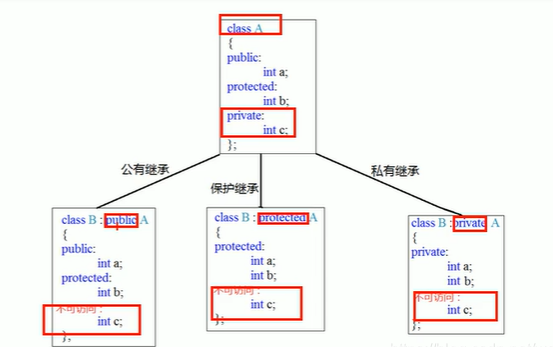 class A
{
public:
int a;
protected:
int b;
private:
int c;
};
公有继承
保护继承
私有继承
class B : public A
{
public:
int a;
protected:
int b;
不可访问：
int c;
};
class B : protected A
{
protected:
int a;
int b;
不可访问：
int c;
};
class B : private A
{
private:
int a;
int b;
不可访问：
int c;
};